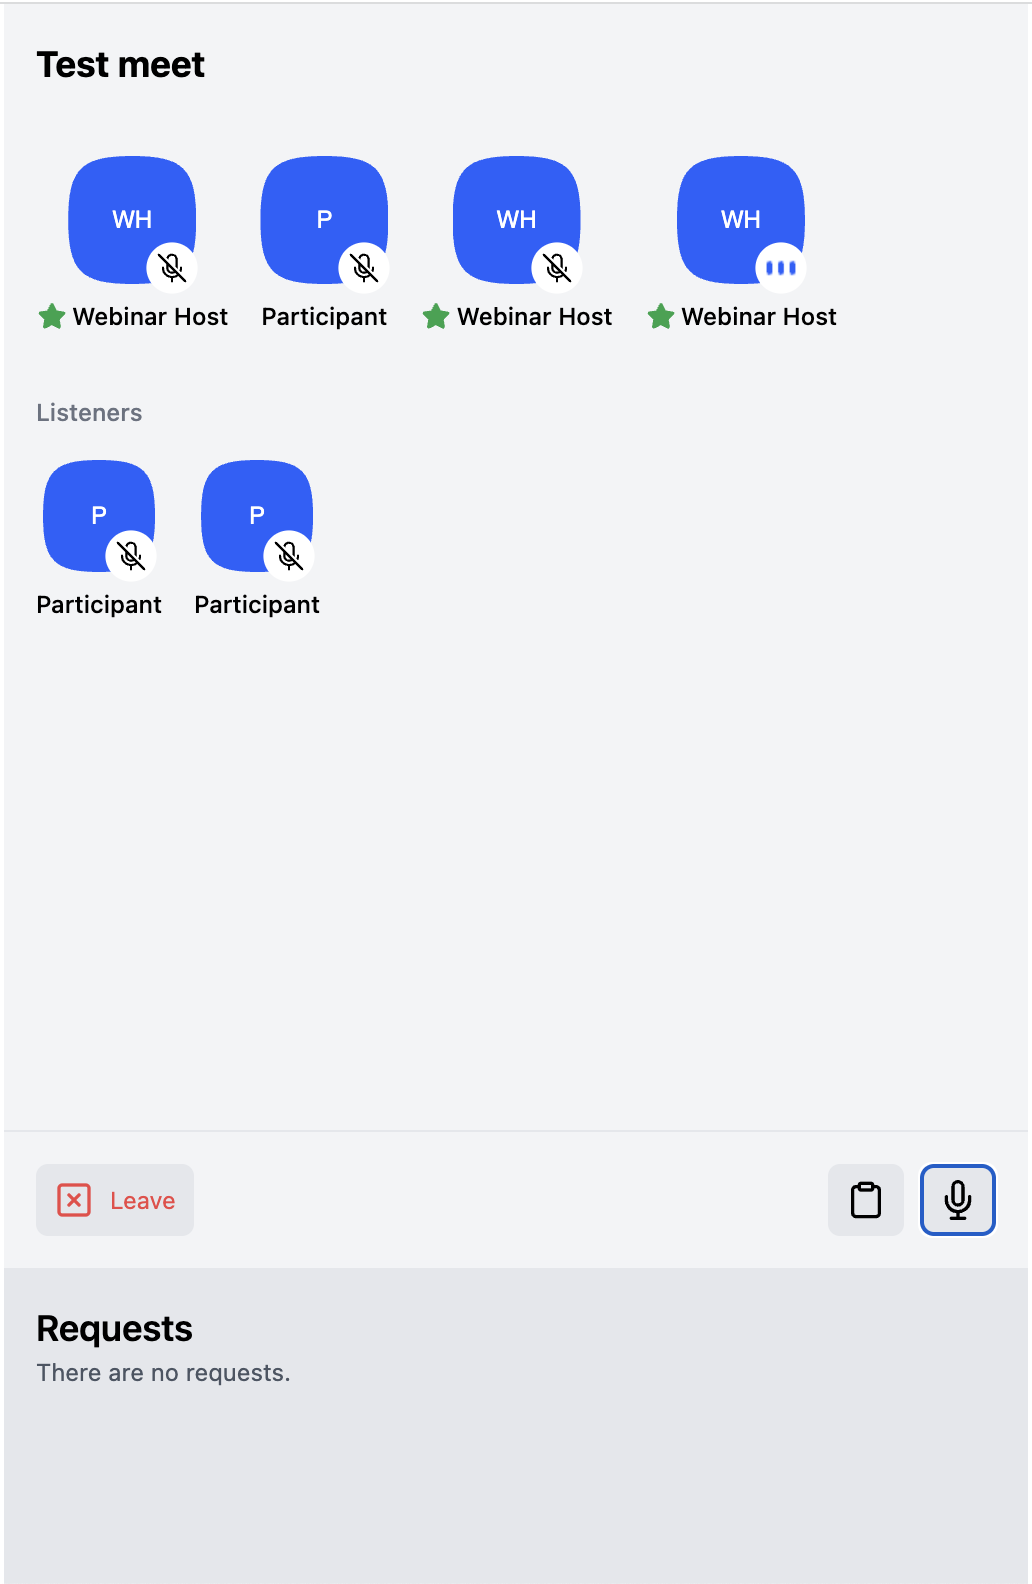 Test meet
WH P WH WH
Webinar Host Participant Webinar Host Webinar Host
Listeners
P P
Participant Participant
Leave
Requests
There are no requests.